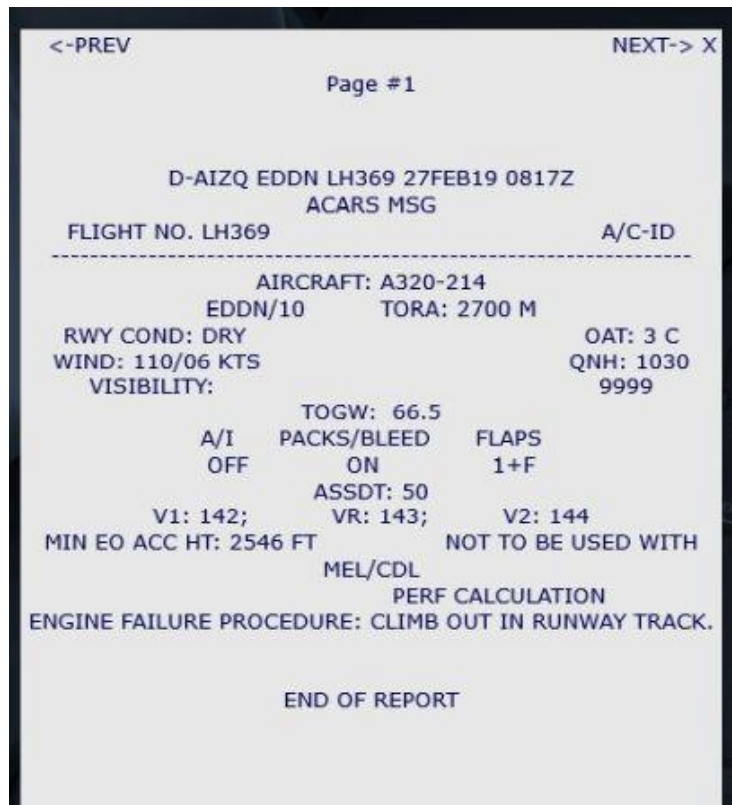 <-PREV NEXT-> X
Page #1
D-AIZQ EDDN LH369 27FEB19 0817Z
ACARS MSG
FLIGHT NO. LH369 A/C-ID
----------------------------------------------------------------
AIRCRAFT: A320-214
EDDN/10 TORA: 2700 M
RWY COND: DRY OAT: 3 C
WIND: 110/06 KTS QNH: 1030
VISIBILITY: 9999
TOGW: 66.5
A/I PACKS/BLEED FLAPS
OFF ON 1+F
ASSDT: 50
V1: 142; VR: 143; V2: 144
MIN EO ACC HT: 2546 FT NOT TO BE USED WITH
MEL/CDL
PERF CALCULATION
ENGINE FAILURE PROCEDURE: CLIMB OUT IN RUNWAY TRACK.
END OF REPORT